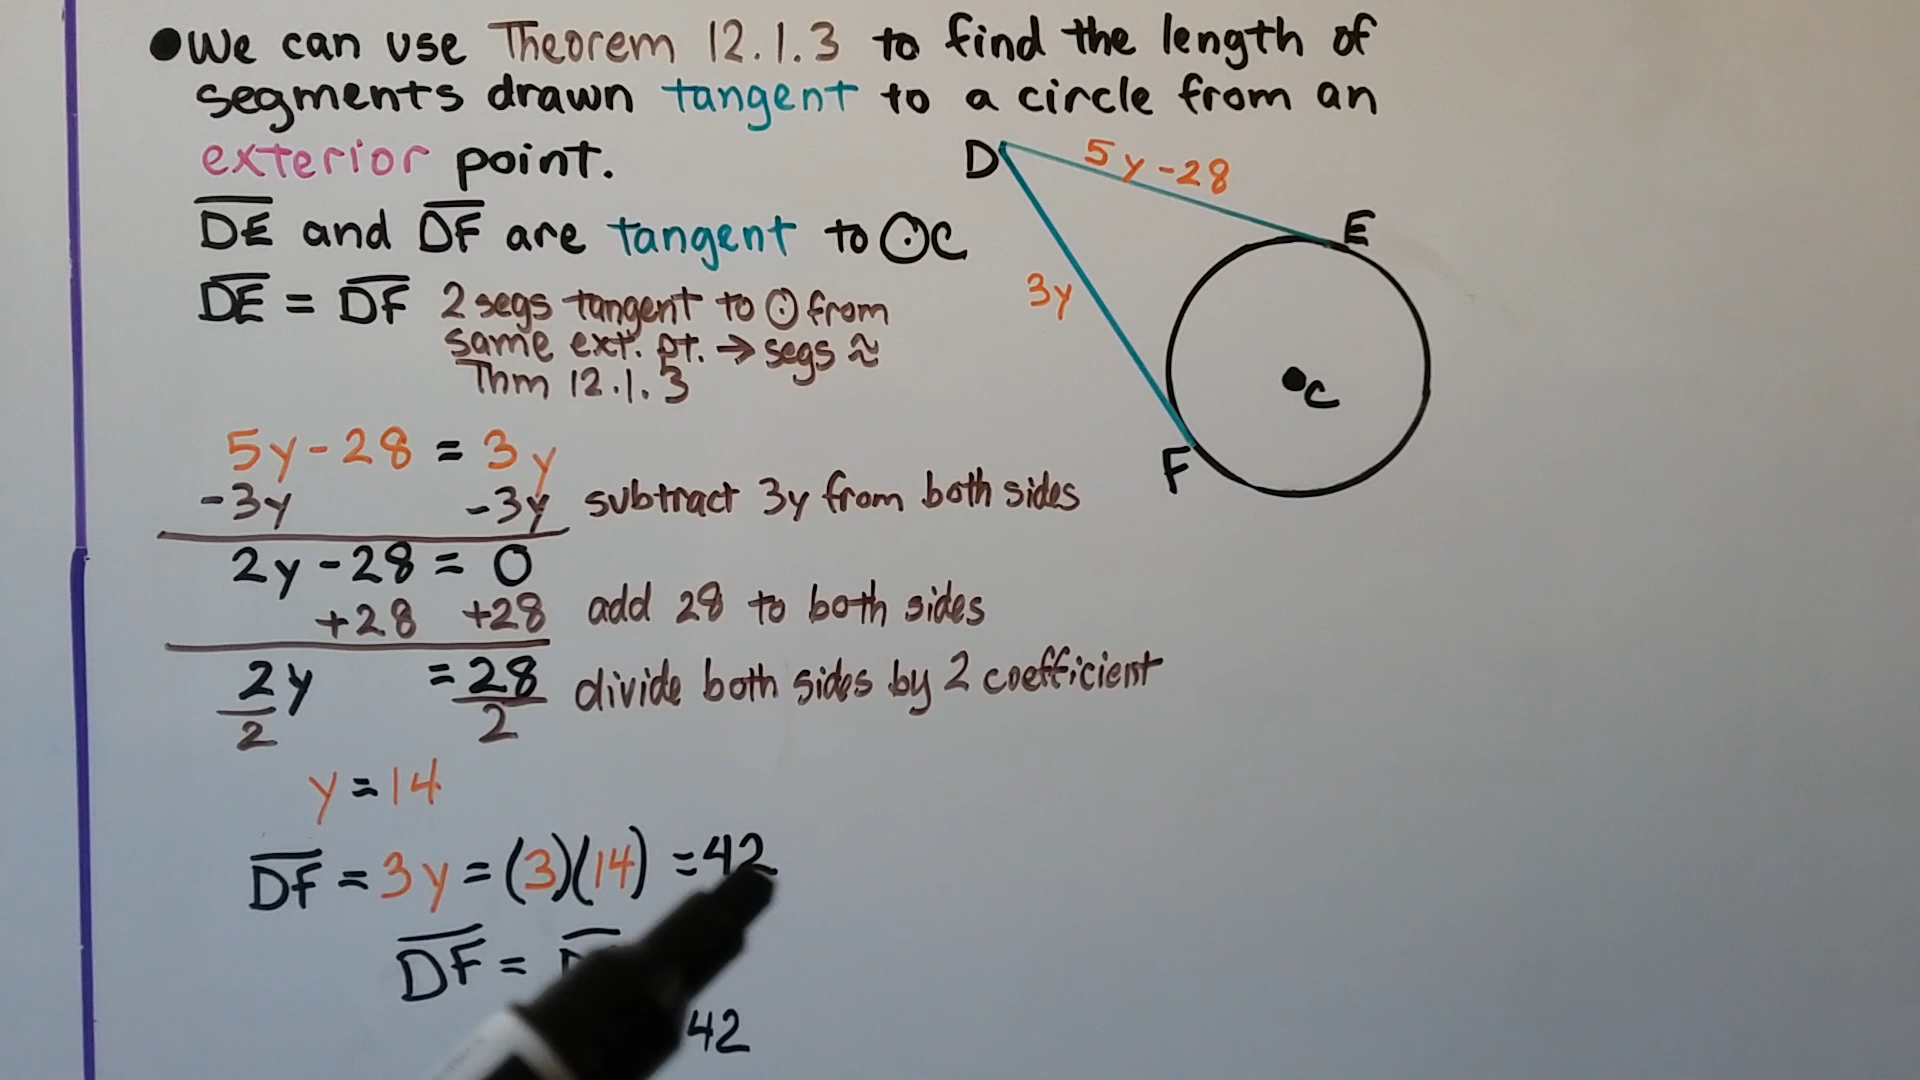 ●We can use Theorem 12.1.3 to find the length of
segments drawn tangent to a circle from an
exterior point.
D 5y-28
E
3y
C
F
DE and DF are tangent to ⊙C
DE = DF 2 segs tangent to ⊙ from
same ext. pt. → segs ≈
Thm 12.1.3
5y-28 = 3y
-3y -3y subtract 3y from both sides
2y-28 = 0
+28 +28 add 28 to both sides
2y = 28 divide both sides by 2 coefficient
2 2
y = 14
DF = 3y = (3)(14) = 42
DF =
42